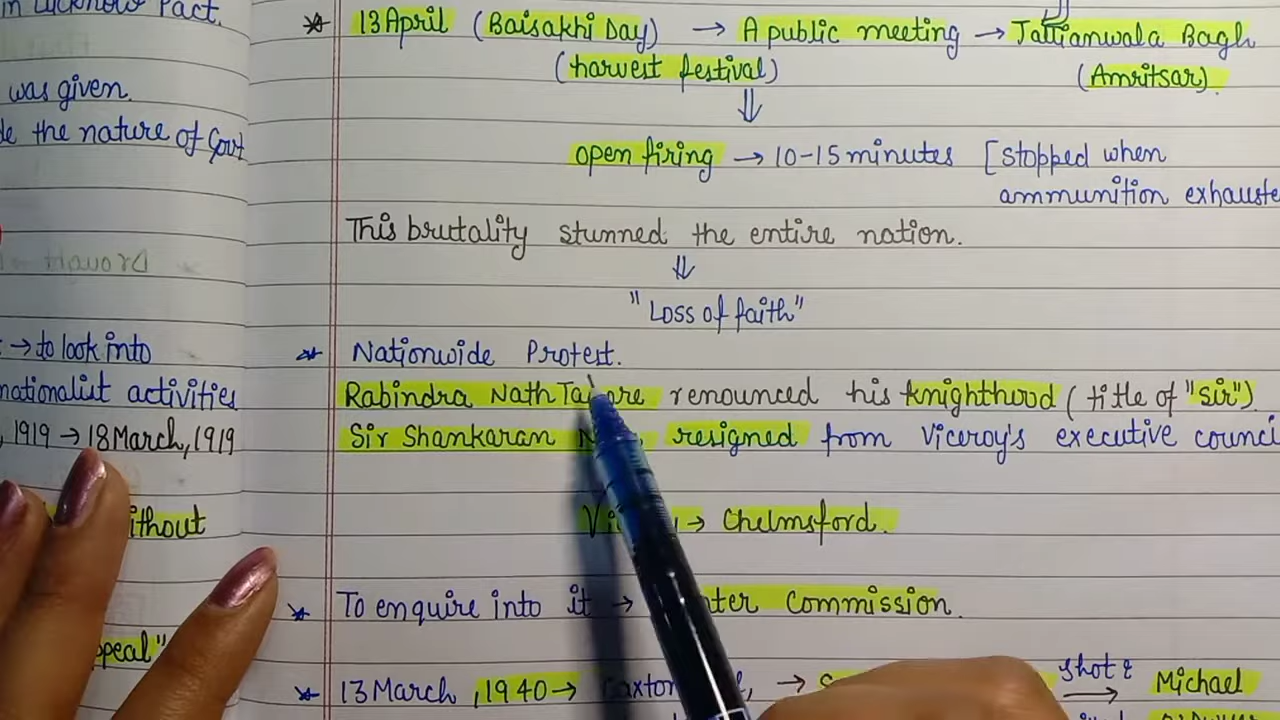 in Lucknow Pact.
was given.
de the nature of Govt
→ to look into
nationalist activities
, 1919 → 18 March, 1919
ithout
ppeal"
13 April (Baisakhi Day) → A public meeting → Jallianwala Bagh
(harvest festival) (Amritsar).
⇓
open firing → 10-15 minutes [stopped when
ammunition exhauste
This brutality stunned the entire nation.
⇓
"Loss of faith"
Nationwide Protest.
Rabindra Nath Tagore renounced his knighthood (title of "Sir").
Sir Shankaran resigned from Viceroy's executive counci
→ Chelmsford.
To enquire into it → nter Commission.
13 March, 1940 → Caxton → shot & Michael